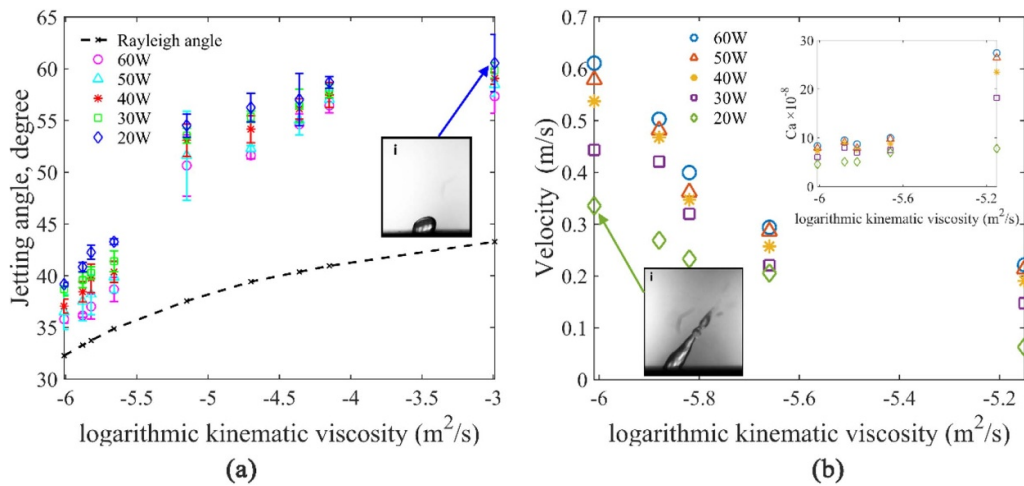 65
60
55
50
45
40
35
30
Jetting angle, degree
Rayleigh angle
60W
50W
40W
30W
20W
i
-6 -5.5 -5 -4.5 -4 -3.5 -3
logarithmic kinematic viscosity (m²/s)
(a)
0.7
0.6
0.5
0.4
0.3
0.2
0.1
0
Velocity (m/s)
60W
50W
40W
30W
20W
30
20
10
0
Ca ×10⁻⁸
-6 -5.6 -5.2
logarithmic kinematic viscosity (m²/s)
i
-6 -5.8 -5.6 -5.4 -5.2
logarithmic kinematic viscosity (m²/s)
(b)